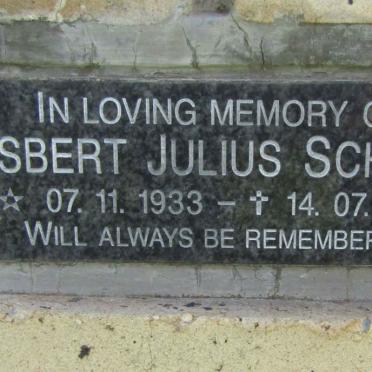 IN LOVING MEMORY O
SBERT JULIUS SCH
☆ 07. 11. 1933 – † 14. 07.
WILL ALWAYS BE REMEMBER